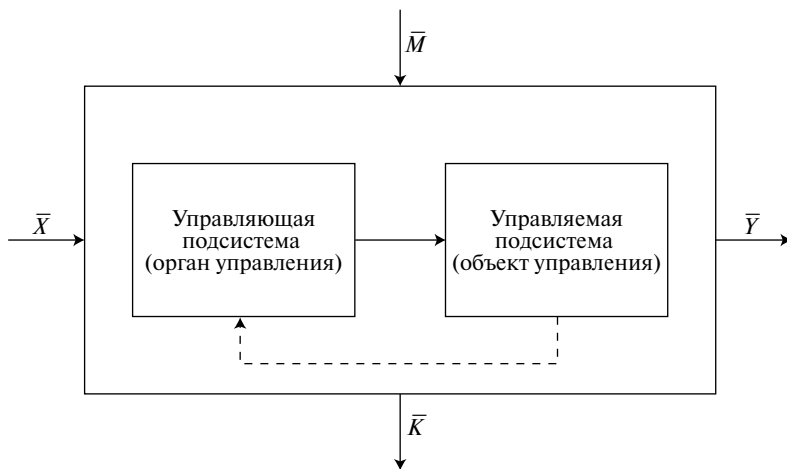 M̅
X̅
Управляющая
подсистема
(орган управления)
Управляемая
подсистема
(объект управления)
Y̅
K̅